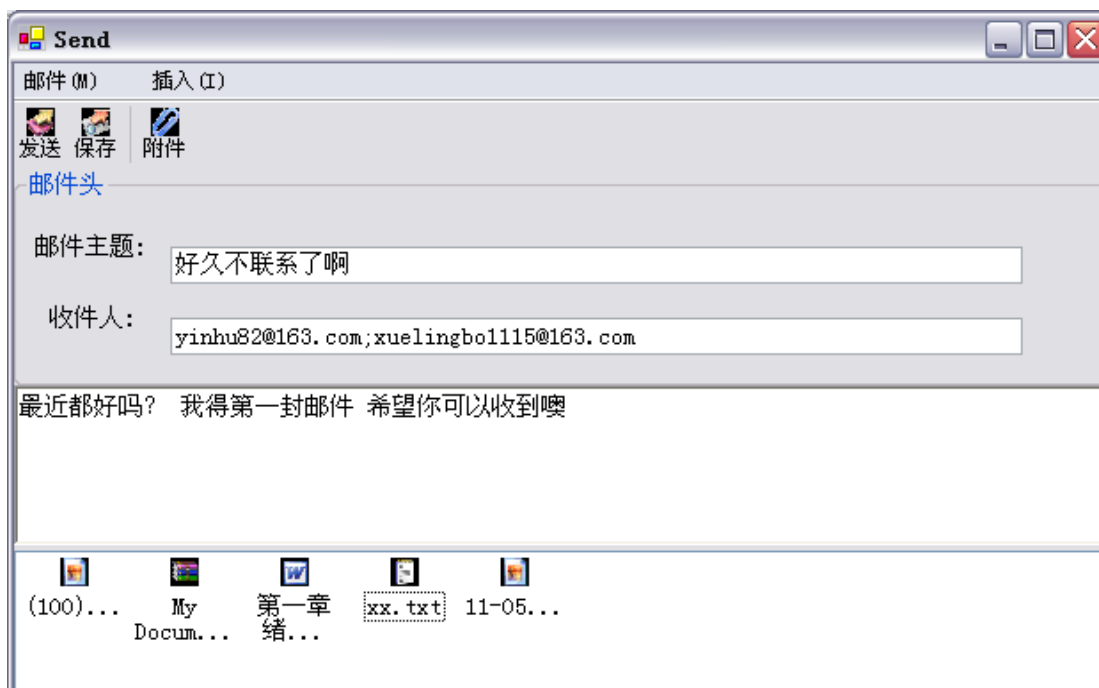 Send
邮件(M) 插入(I)
发送 保存 附件
邮件头
邮件主题: 好久不联系了啊
收件人: yinhu82@163.com;xuelingbo1115@163.com
最近都好吗? 我得第一封邮件 希望你可以收到噢
(100)... My Docum... 第一章绪... xx.txt 11-05...